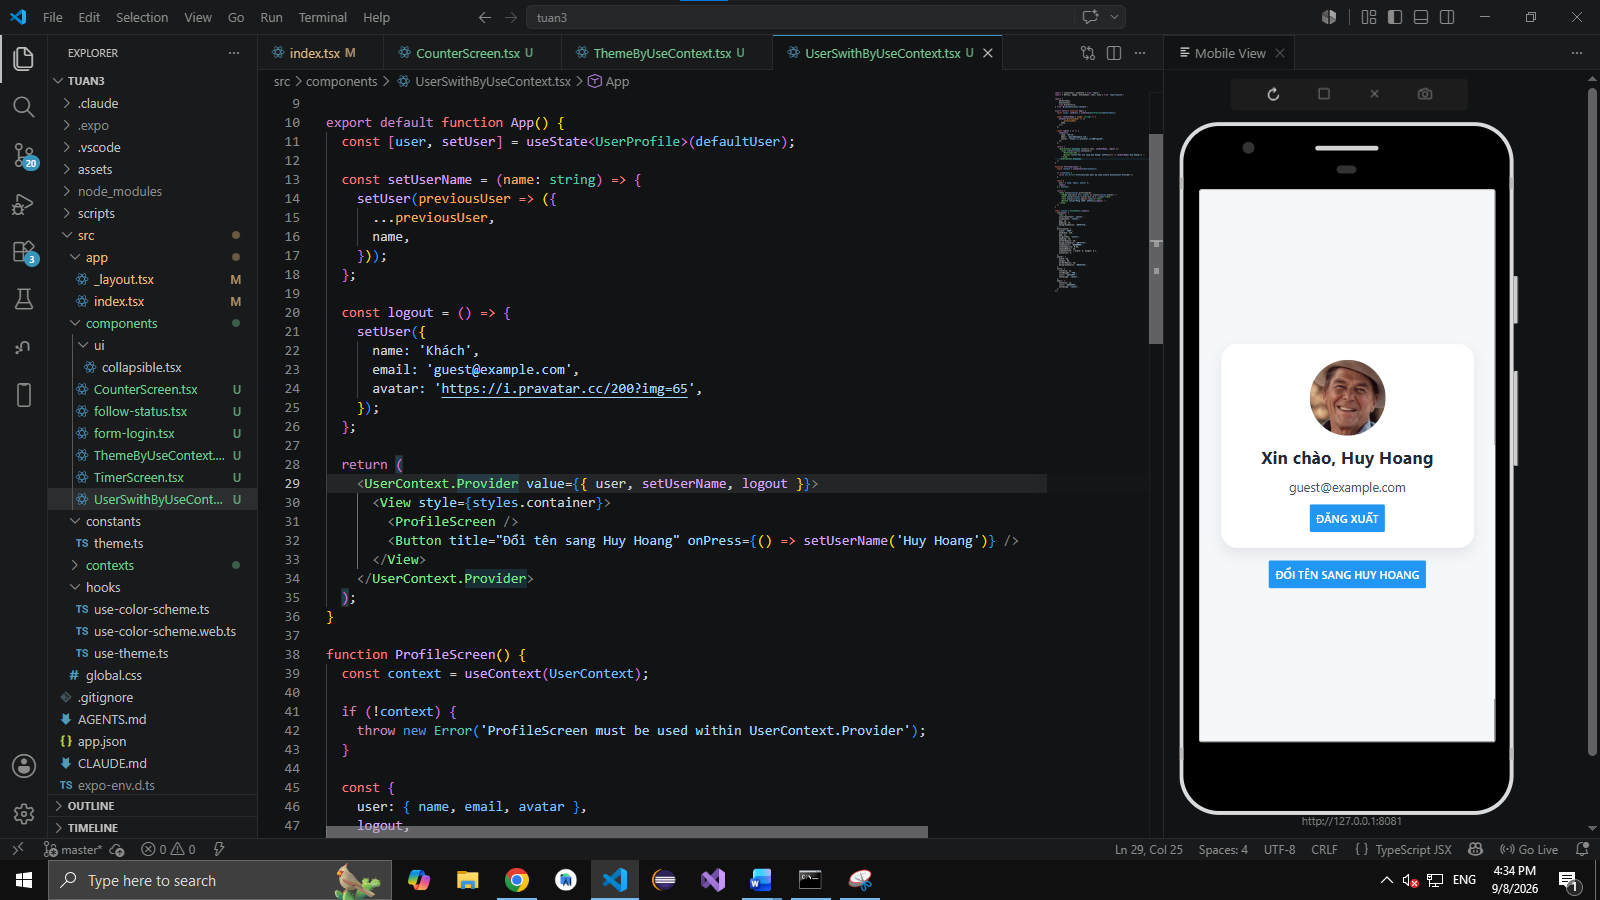 File Edit Selection View Go Run Terminal Help
tuan3
EXPLORER
TUAN3
.claude
.expo
.vscode
assets
node_modules
scripts
src
app
_layout.tsx M
index.tsx M
components
ui
collapsible.tsx
CounterScreen.tsx U
follow-status.tsx U
form-login.tsx U
ThemeByUseContext.... U
TimerScreen.tsx U
UserSwithByUseCont... U
constants
TS theme.ts
contexts
hooks
TS use-color-scheme.ts
TS use-color-scheme.web.ts
TS use-theme.ts
# global.css
.gitignore
AGENTS.md
{} app.json
CLAUDE.md
TS expo-env.d.ts
OUTLINE
TIMELINE
20
3
index.tsx M
CounterScreen.tsx U
ThemeByUseContext.tsx U
UserSwithByUseContext.tsx U
src > components > UserSwithByUseContext.tsx > App
9
10 export default function App() {
11 const [user, setUser] = useState<UserProfile>(defaultUser);
12
13 const setUserName = (name: string) => {
14 setUser(previousUser => ({
15 ...previousUser,
16 name,
17 }));
18 };
19
20 const logout = () => {
21 setUser({
22 name: 'Khách',
23 email: 'guest@example.com',
24 avatar: 'https://i.pravatar.cc/200?img=65',
25 });
26 };
27
28 return (
29 <UserContext.Provider value={{ user, setUserName, logout }}>
30 <View style={styles.container}>
31 <ProfileScreen />
32 <Button title="Đổi tên sang Huy Hoang" onPress={() => setUserName('Huy Hoang')} />
33 </View>
34 </UserContext.Provider>
35 );
36 }
37
38 function ProfileScreen() {
39 const context = useContext(UserContext);
40
41 if (!context) {
42 throw new Error('ProfileScreen must be used within UserContext.Provider');
43 }
44
45 const {
46 user: { name, email, avatar },
47 logout,
Mobile View
Xin chào, Huy Hoang
guest@example.com
ĐĂNG XUẤT
ĐỔI TÊN SANG HUY HOANG
http://127.0.0.1:8081
master* 0 0
Ln 29, Col 25 Spaces: 4 UTF-8 CRLF {} TypeScript JSX Go Live
Type here to search
ENG
4:34 PM
9/8/2026
1